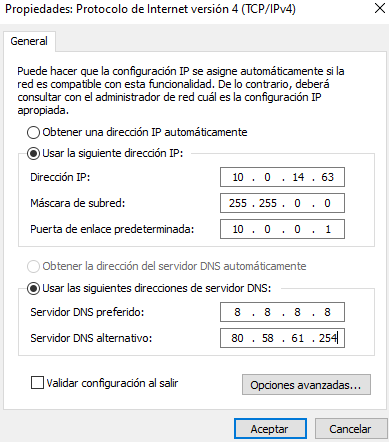 Propiedades: Protocolo de Internet versión 4 (TCP/IPv4)
General
Puede hacer que la configuración IP se asigne automáticamente si la
red es compatible con esta funcionalidad. De lo contrario, deberá
consultar con el administrador de red cuál es la configuración IP
apropiada.
Obtener una dirección IP automáticamente
Usar la siguiente dirección IP:
Dirección IP: 10 . 0 . 14 . 63
Máscara de subred: 255 . 255 . 0 . 0
Puerta de enlace predeterminada: 10 . 0 . 0 . 1
Obtener la dirección del servidor DNS automáticamente
Usar las siguientes direcciones de servidor DNS:
Servidor DNS preferido: 8 . 8 . 8 . 8
Servidor DNS alternativo: 80 . 58 . 61 . 254
Validar configuración al salir
Opciones avanzadas...
Aceptar Cancelar